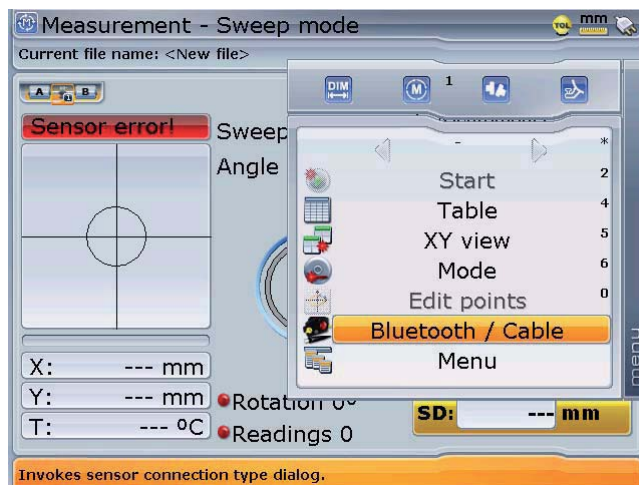 Measurement - Sweep mode
TOL mm
Current file name: <New file>
A B
DIM M 1
Sensor error!
Sweep
- *
Angle
Start 2
Table 4
XY view 5
Mode 6
Edit points 0
Bluetooth / Cable
Menu
menu
X: --- mm
Y: --- mm
T: --- ºC
Rotation 0º
Readings 0
SD: --- mm
Invokes sensor connection type dialog.